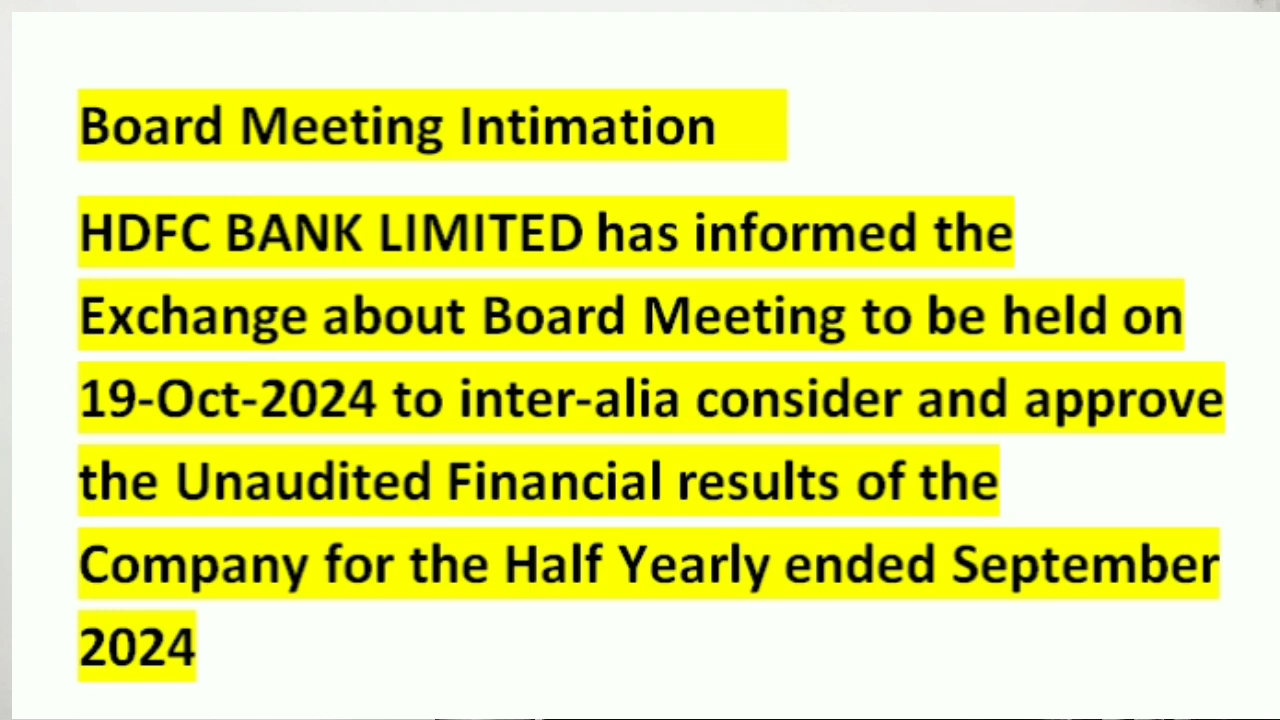 Board Meeting Intimation
HDFC BANK LIMITED has informed the
Exchange about Board Meeting to be held on
19-Oct-2024 to inter-alia consider and approve
the Unaudited Financial results of the
Company for the Half Yearly ended September
2024